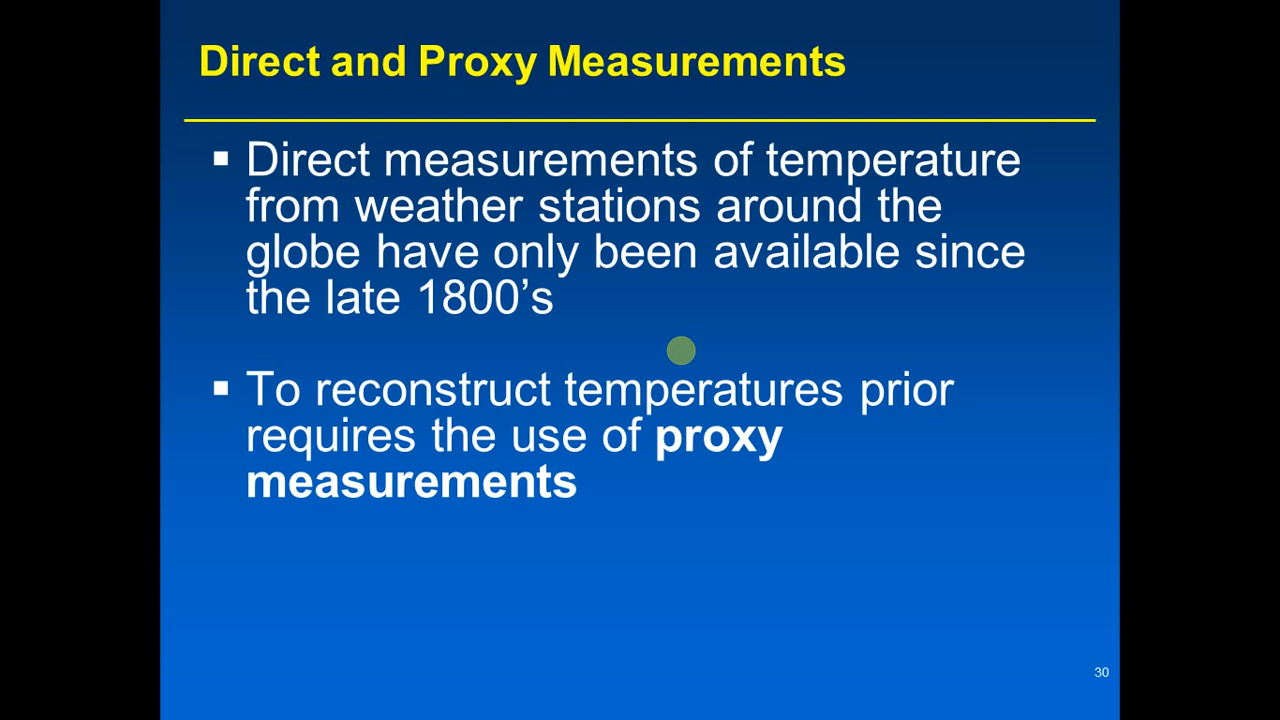 Direct and Proxy Measurements
▪ Direct measurements of temperature
from weather stations around the
globe have only been available since
the late 1800’s
▪ To reconstruct temperatures prior
requires the use of proxy
measurements
30